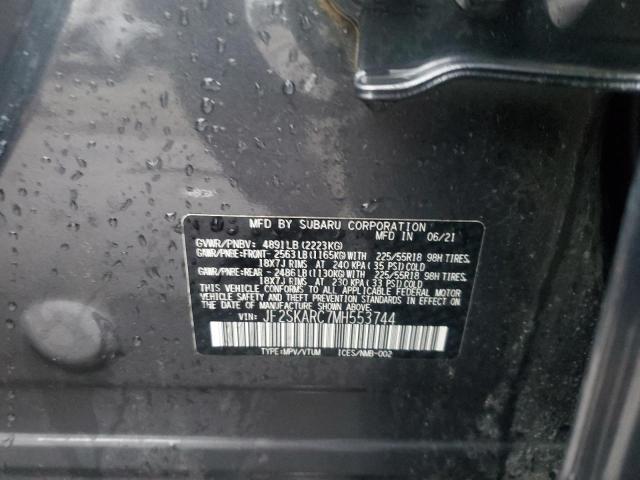 MFD BY SUBARU CORPORATION
MFD IN 06/21
GVWR/PNBV: 4891LB(2223KG)
GAWR/PNBE:FRONT- 2563LB(1165KG)WITH 225/55R18 98H TIRES,
18X7J RIMS AT 240 KPA (35 PSI)COLD
GAWR/PNBE:REAR - 2486LB(1130KG)WITH 225/55R18 98H TIRES,
18X7J RIMS AT 230 KPA (33 PSI)COLD
THIS VEHICLE CONFORMS TO ALL APPLICABLE FEDERAL MOTOR
VEHICLE SAFETY STANDARDS IN EFFECT ON THE
DATE OF MANUFACTURE SHOWN ABOVE.
VIN: JF2SKARC7MH553744
TYPE:MPV/VTUM ICES/NMB-002